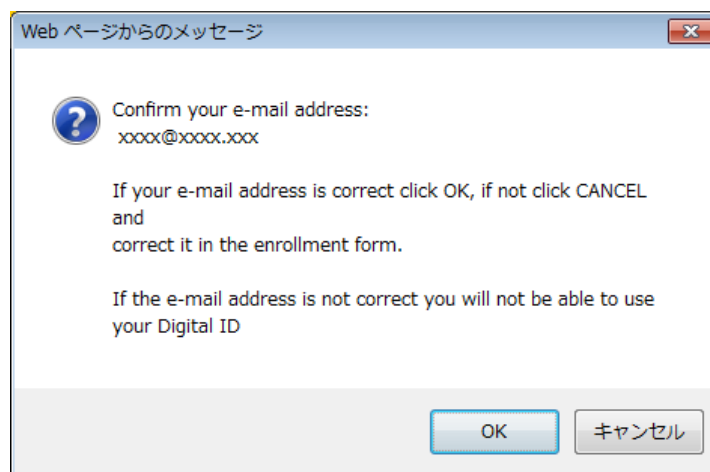 Web ページからのメッセージ
Confirm your e-mail address:
xxxx@xxxx.xxx
If your e-mail address is correct click OK, if not click CANCEL
and
correct it in the enrollment form.
If the e-mail address is not correct you will not be able to use
your Digital ID
OK
キャンセル